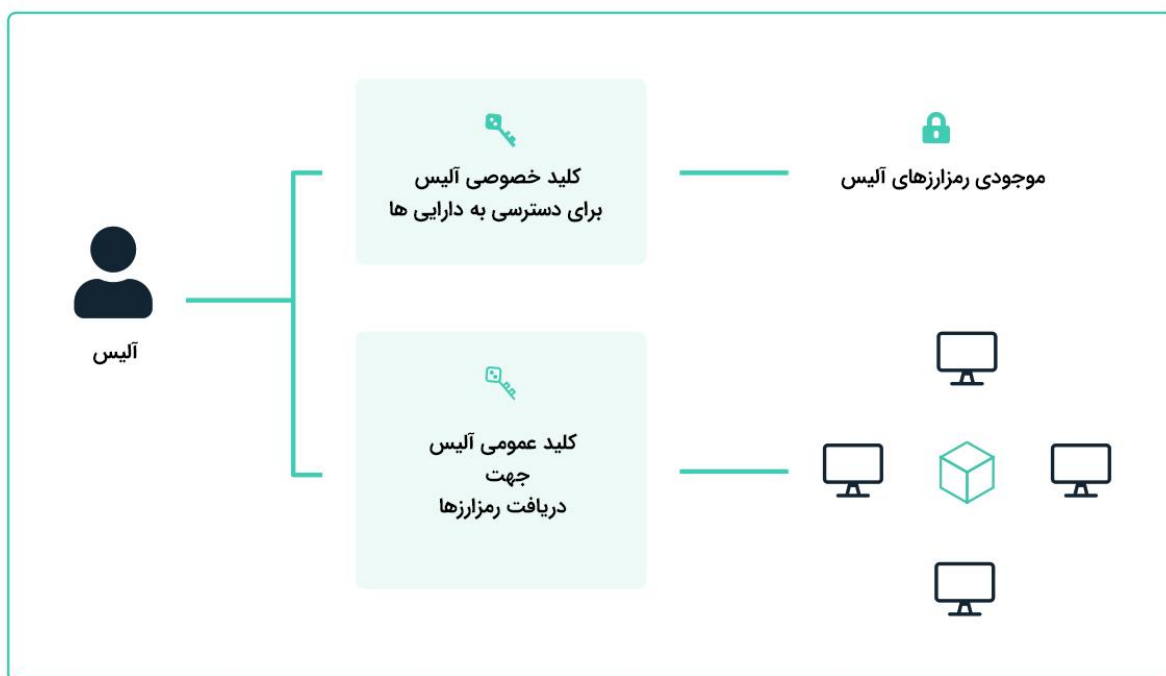 کلید خصوصی آلیس
برای دسترسی به دارایی ها
موجودی رمزارزهای آلیس
آلیس
کلید عمومی آلیس
جهت
دریافت رمزارزها